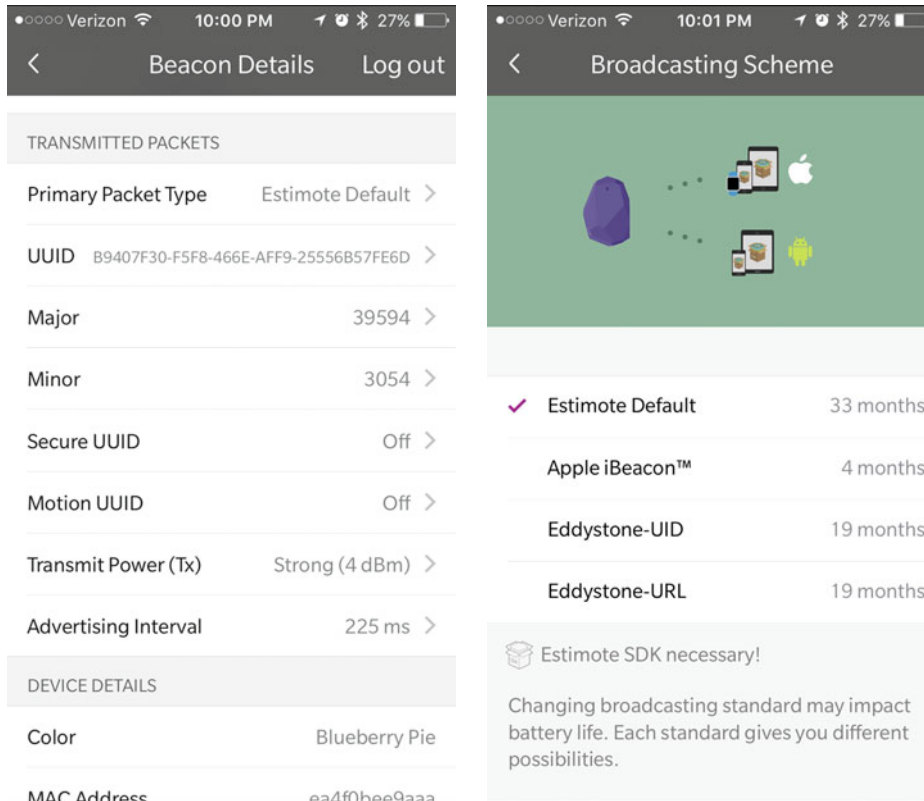 Verizon 10:00 PM 27%
Beacon Details Log out
TRANSMITTED PACKETS
Primary Packet Type Estimote Default
UUID B9407F30-F5F8-466E-AFF9-25556B57FE6D
Major 39594
Minor 3054
Secure UUID Off
Motion UUID Off
Transmit Power (Tx) Strong (4 dBm)
Advertising Interval 225 ms
DEVICE DETAILS
Color Blueberry Pie
MAC Address ea4f0bee9aaa
Verizon 10:01 PM 27%
Broadcasting Scheme
Estimote Default 33 months
Apple iBeacon™ 4 months
Eddystone-UID 19 months
Eddystone-URL 19 months
Estimote SDK necessary!
Changing broadcasting standard may impact
battery life. Each standard gives you different
possibilities.